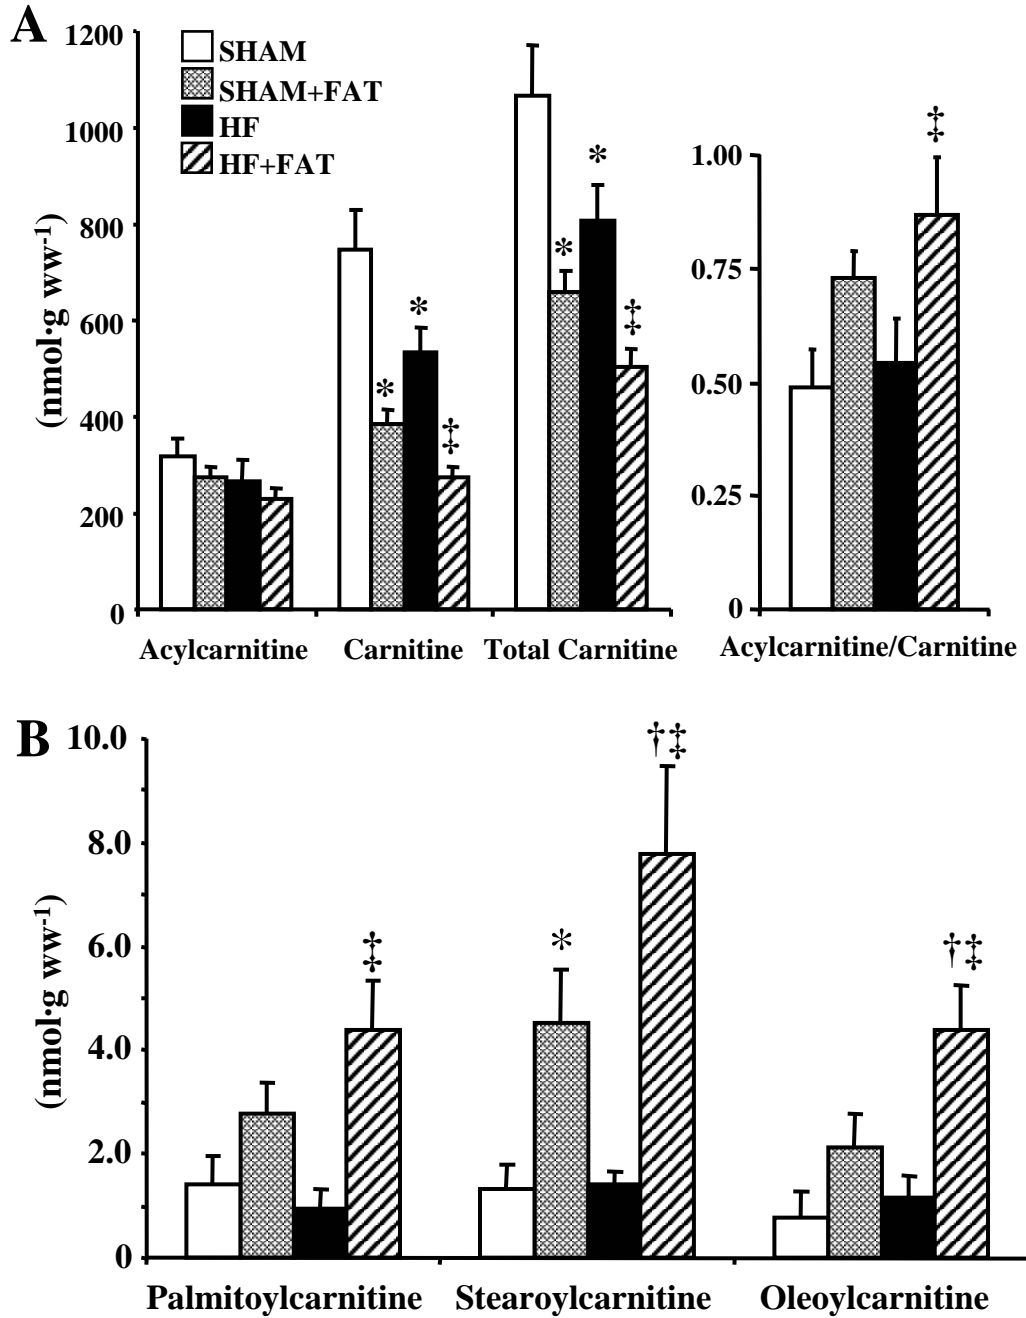 A
1200
1000
800
600
400
200
0
(nmol·g ww-1)
SHAM
SHAM+FAT
HF
HF+FAT
*
*
‡
*
*
‡
Acylcarnitine
Carnitine
Total Carnitine
1.00
0.75
0.50
0.25
0
‡
Acylcarnitine/Carnitine
B
10.0
8.0
6.0
4.0
2.0
0
(nmol·g ww-1)
‡
*
†‡
†‡
Palmitoylcarnitine
Stearoylcarnitine
Oleoylcarnitine